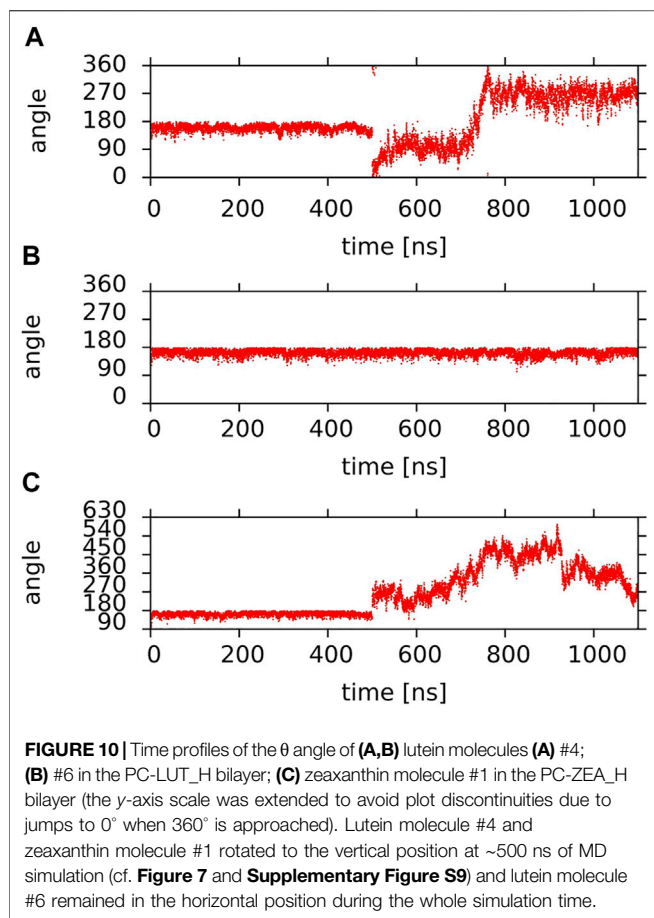 A
360
270
180
90
0
angle
0 200 400 600 800 1000
time [ns]
B
360
270
180
90
0
angle
0 200 400 600 800 1000
time [ns]
C
630
540
450
360
270
180
90
angle
0 200 400 600 800 1000
time [ns]
FIGURE 10 | Time profiles of the θ angle of (A,B) lutein molecules (A) #4;
(B) #6 in the PC-LUT_H bilayer; (C) zeaxanthin molecule #1 in the PC-ZEA_H
bilayer (the y-axis scale was extended to avoid plot discontinuities due to
jumps to 0° when 360° is approached). Lutein molecule #4 and
zeaxanthin molecule #1 rotated to the vertical position at ~500 ns of MD
simulation (cf. Figure 7 and Supplementary Figure S9) and lutein molecule
#6 remained in the horizontal position during the whole simulation time.